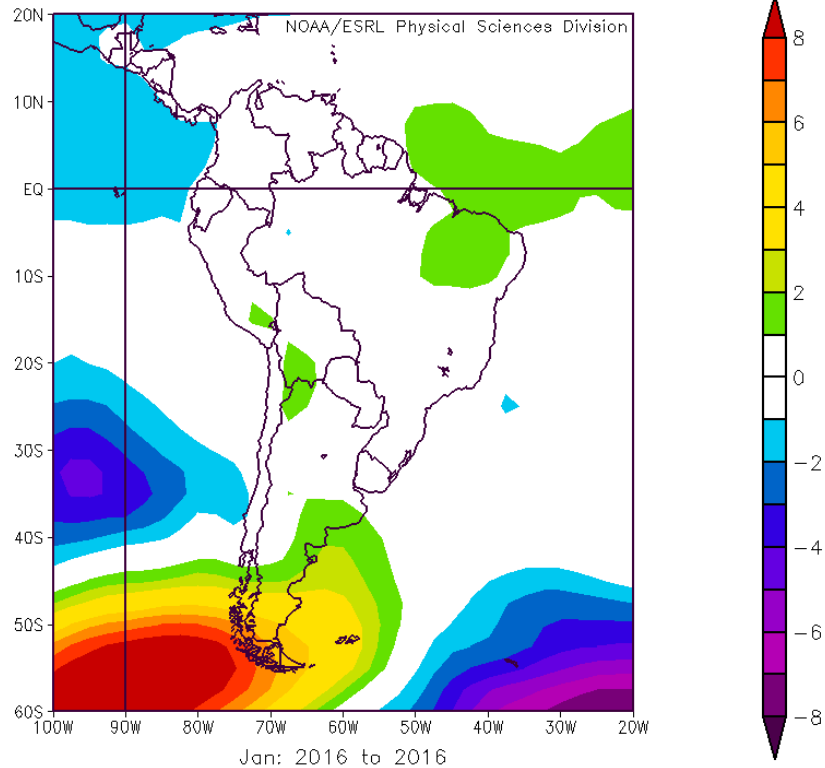 NOAA/ESRL Physical Sciences Division
20N
10N
EQ
10S
20S
30S
40S
50S
60S
100W 90W 80W 70W 60W 50W 40W 30W 20W
Jan: 2016 to 2016
8
6
4
2
0
-2
-4
-6
-8